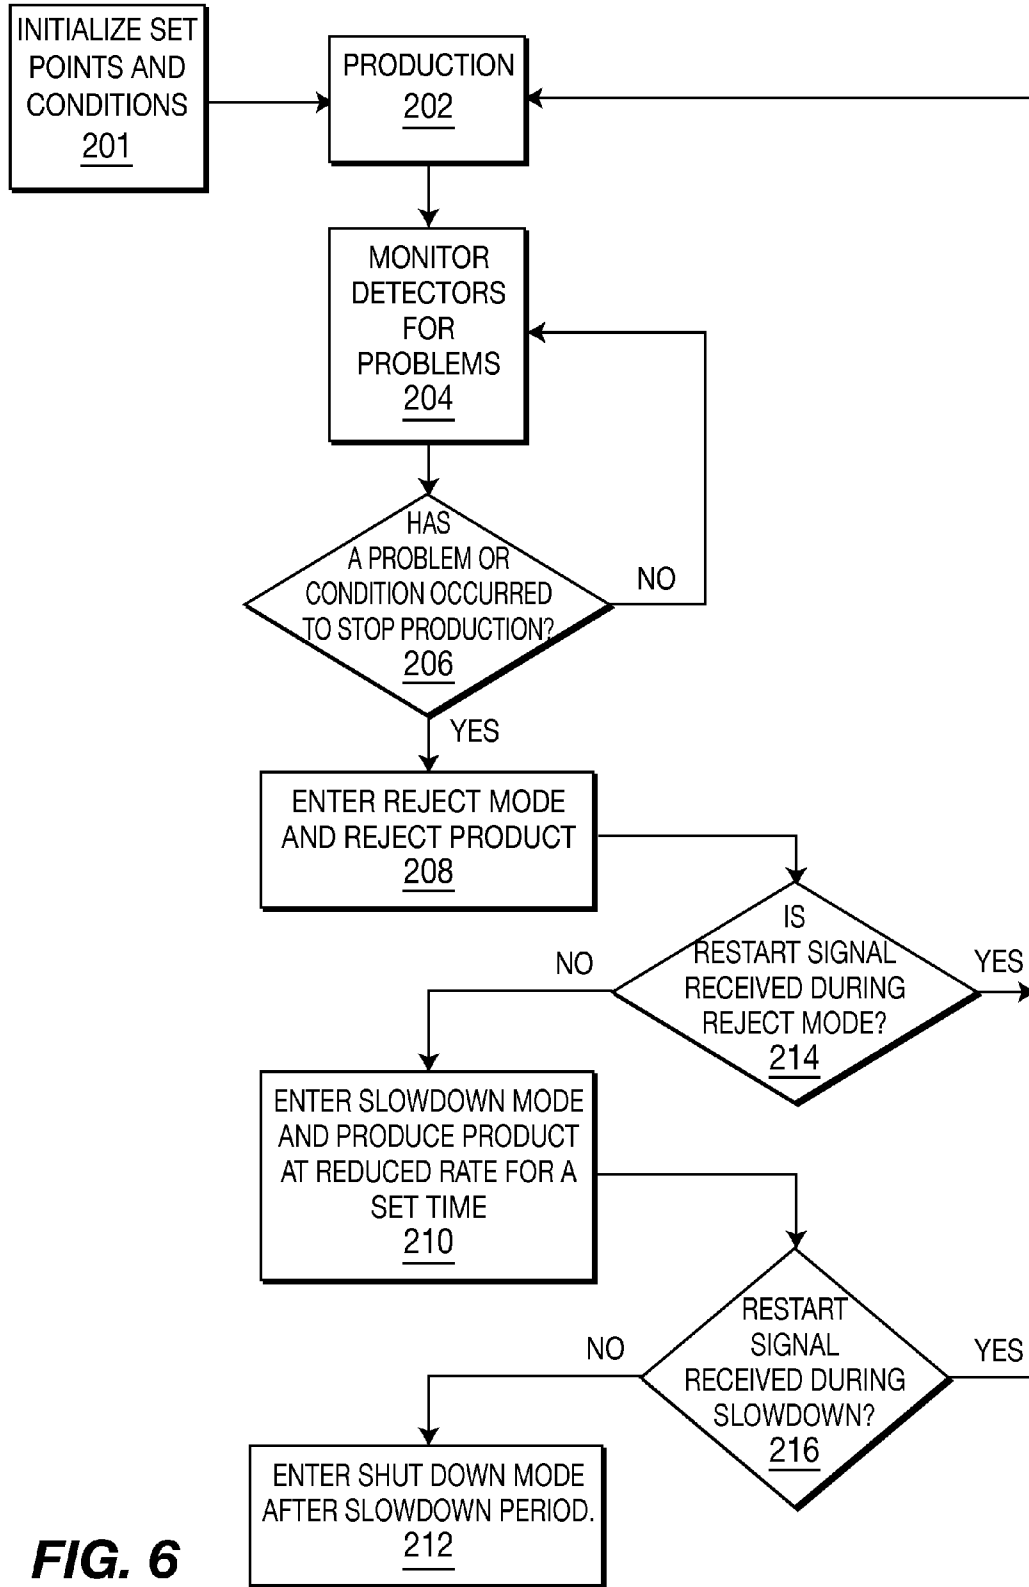 INITIALIZE SET
POINTS AND
CONDITIONS
201
PRODUCTION
202
MONITOR
DETECTORS
FOR
PROBLEMS
204
HAS
A PROBLEM OR
CONDITION OCCURRED
TO STOP PRODUCTION?
206
NO
YES
ENTER REJECT MODE
AND REJECT PRODUCT
208
IS
RESTART SIGNAL
RECEIVED DURING
REJECT MODE?
214
NO
YES
ENTER SLOWDOWN MODE
AND PRODUCE PRODUCT
AT REDUCED RATE FOR A
SET TIME
210
RESTART
SIGNAL
RECEIVED DURING
SLOWDOWN?
216
NO
YES
ENTER SHUT DOWN MODE
AFTER SLOWDOWN PERIOD.
212
FIG. 6